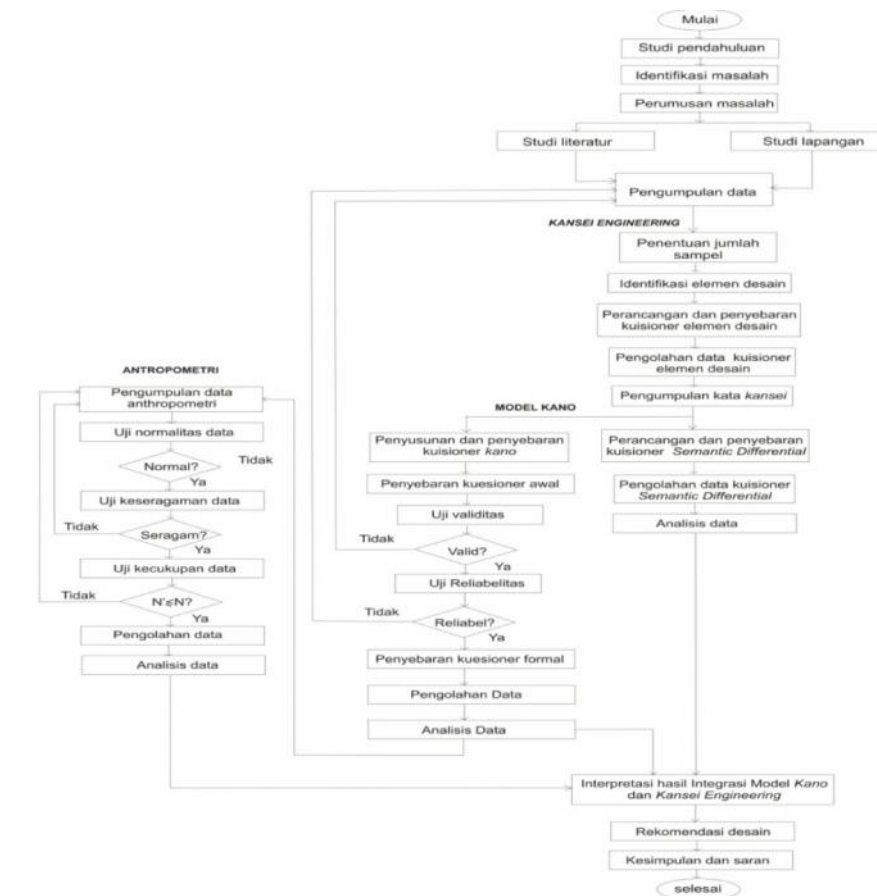 Mulai
Studi pendahuluan
Identifikasi masalah
Perumusan masalah
Studi literatur
Studi lapangan
Pengumpulan data
KANSEI ENGINEERING
Penentuan jumlah
sampel
Identifikasi elemen desain
Perancangan dan penyebaran
kuisioner elemen desain
Pengolahan data kuisioner
elemen desain
Pengumpulan kata kansei
MODEL KANO
Perancangan dan penyebaran
kuisioner Semantic Differential
Pengolahan data kuisioner
Semantic Differential
Analisis data
Penyusunan dan penyebaran
kuisioner kano
Penyebaran kuesioner awal
Uji validitas
Tidak
Valid?
Ya
Uji Reliabelitas
Tidak
Reliabel?
Ya
Penyebaran kuesioner formal
Pengolahan Data
Analisis Data
ANTROPOMETRI
Pengumpulan data
anthropometri
Uji normalitas data
Normal?
Tidak
Ya
Uji keseragaman data
Tidak
Seragam?
Ya
Uji kecukupan data
Tidak
N'≤N?
Ya
Pengolahan data
Analisis data
Interpretasi hasil Integrasi Model Kano
dan Kansei Engineering
Rekomendasi desain
Kesimpulan dan saran
selesai